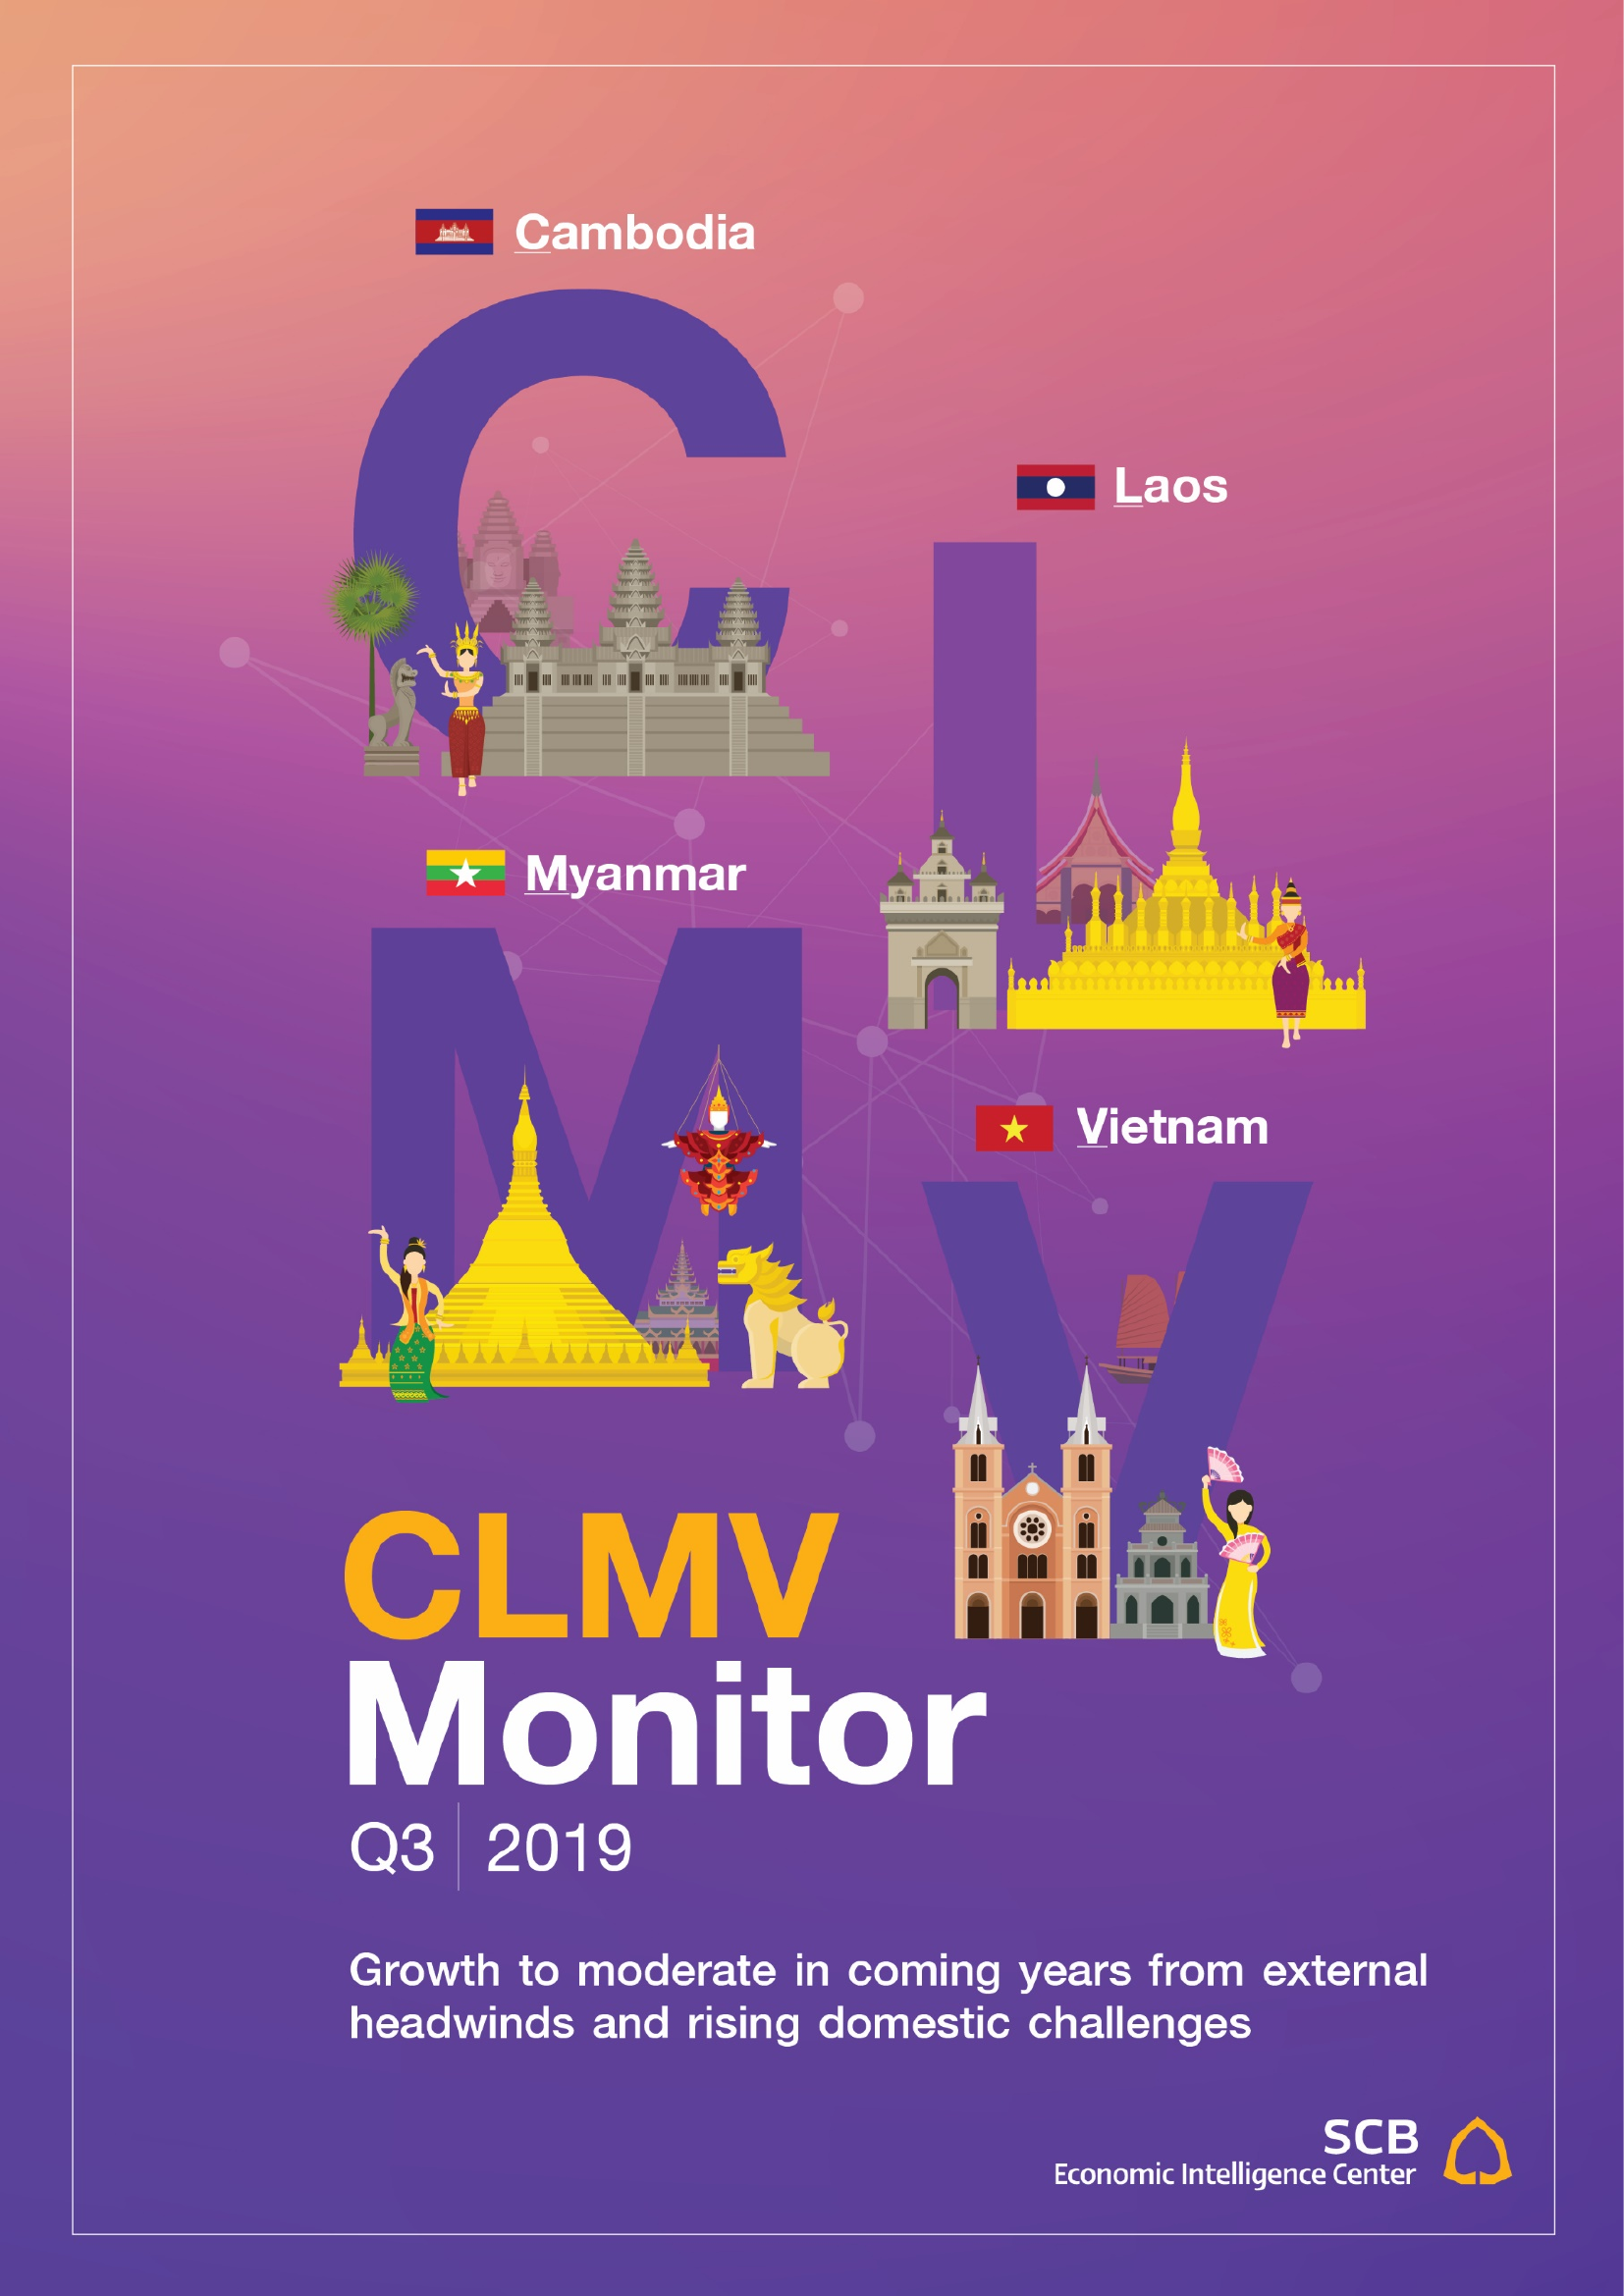 Cambodia
C
Laos
L
Myanmar
M
Vietnam
V
CLMV
Monitor
Q3 2019
Growth to moderate in coming years from external
headwinds and rising domestic challenges
SCB
Economic Intelligence Center